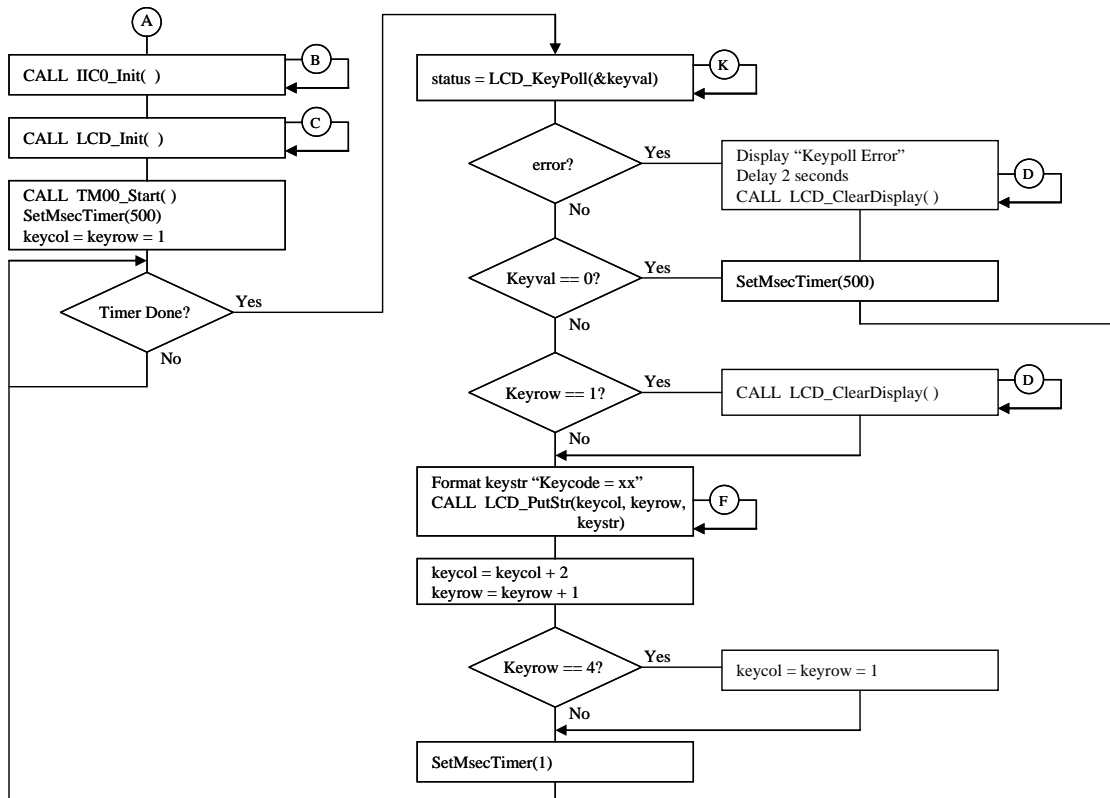 A
CALL IIC0_Init( )
B
CALL LCD_Init( )
C
CALL TM00_Start( )
SetMsecTimer(500)
keycol = keyrow = 1
Timer Done?
Yes
No
status = LCD_KeyPoll(&keyval)
K
error?
Yes
No
Display “Keypoll Error”
Delay 2 seconds
CALL LCD_ClearDisplay( )
D
Keyval == 0?
Yes
No
SetMsecTimer(500)
Keyrow == 1?
Yes
No
CALL LCD_ClearDisplay( )
D
Format keystr “Keycode = xx”
CALL LCD_PutStr(keycol, keyrow,
keystr)
F
keycol = keycol + 2
keyrow = keyrow + 1
Keyrow == 4?
Yes
No
keycol = keyrow = 1
SetMsecTimer(1)